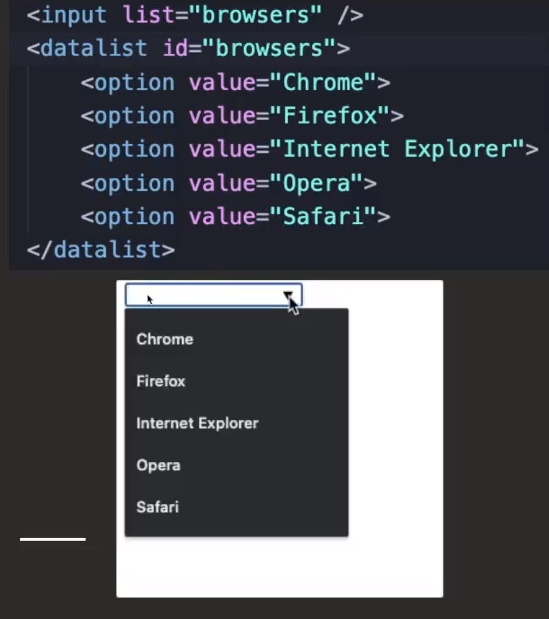 <input list="browsers" />
<datalist id="browsers">
    <option value="Chrome">
    <option value="Firefox">
    <option value="Internet Explorer">
    <option value="Opera">
    <option value="Safari">
</datalist>
Chrome
Firefox
Internet Explorer
Opera
Safari